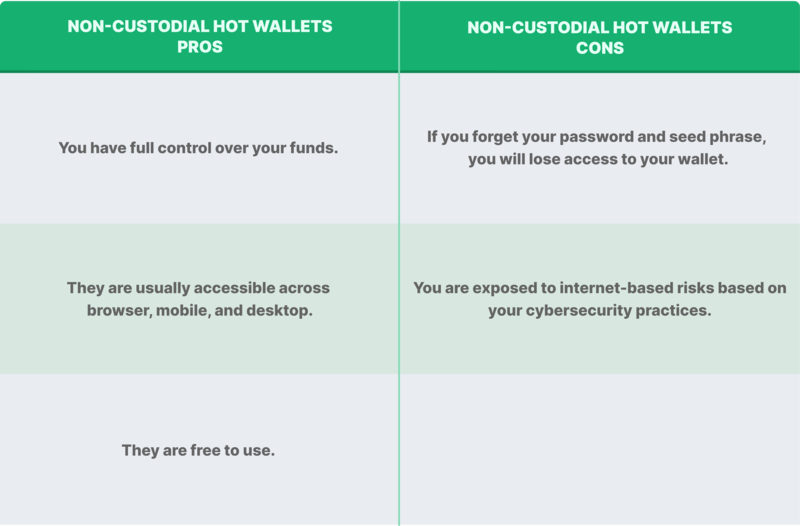 NON-CUSTODIAL HOT WALLETS
PROS
NON-CUSTODIAL HOT WALLETS
CONS
You have full control over your funds.
If you forget your password and seed phrase,
you will lose access to your wallet.
They are usually accessible across
browser, mobile, and desktop.
You are exposed to internet-based risks based on
your cybersecurity practices.
They are free to use.